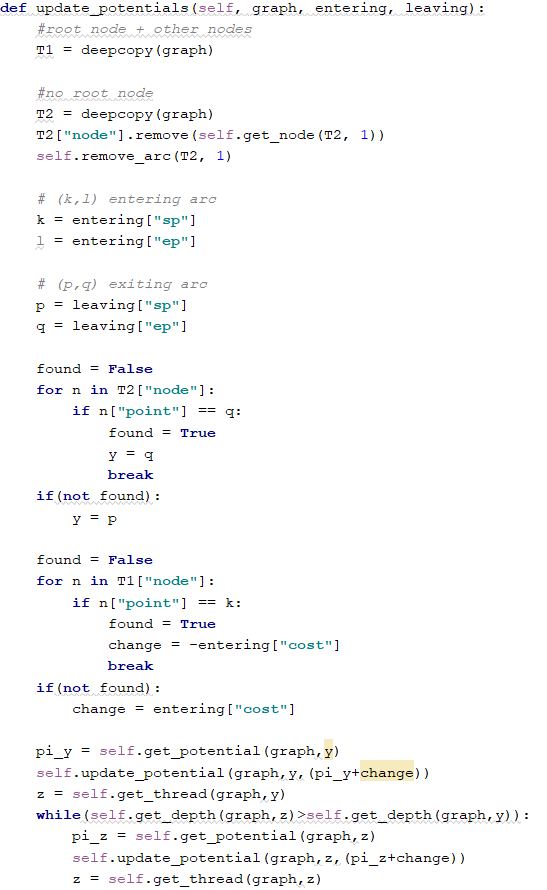 def update_potentials(self, graph, entering, leaving):
    #root node + other nodes
    T1 = deepcopy(graph)

    #no root node
    T2 = deepcopy(graph)
    T2["node"].remove(self.get_node(T2, 1))
    self.remove_arc(T2, 1)

    # (k,l) entering arc
    k = entering["sp"]
    l = entering["ep"]

    # (p,q) exiting arc
    p = leaving["sp"]
    q = leaving["ep"]

    found = False
    for n in T2["node"]:
        if n["point"] == q:
            found = True
            y = q
            break
    if(not found):
        y = p

    found = False
    for n in T1["node"]:
        if n["point"] == k:
            found = True
            change = -entering["cost"]
            break
    if(not found):
        change = entering["cost"]

    pi_y = self.get_potential(graph,y)
    self.update_potential(graph,y,(pi_y+change))
    z = self.get_thread(graph,y)
    while(self.get_depth(graph,z)>self.get_depth(graph,y)):
        pi_z = self.get_potential(graph,z)
        self.update_potential(graph,z,(pi_z+change))
        z = self.get_thread(graph,z)